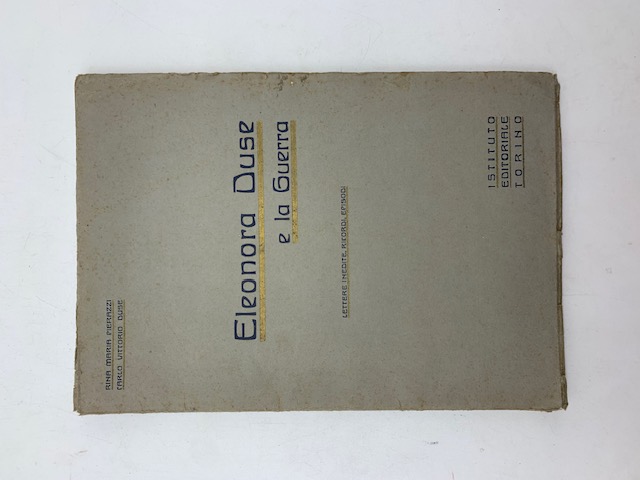 RINA MARIA PIERAZZI
CARLO VITTORIO DUSE
Eleonora Duse
e la Guerra
LETTERE INEDITE, RICORDI, EPISODI
ISTITUTO
EDITORIALE
TORINO